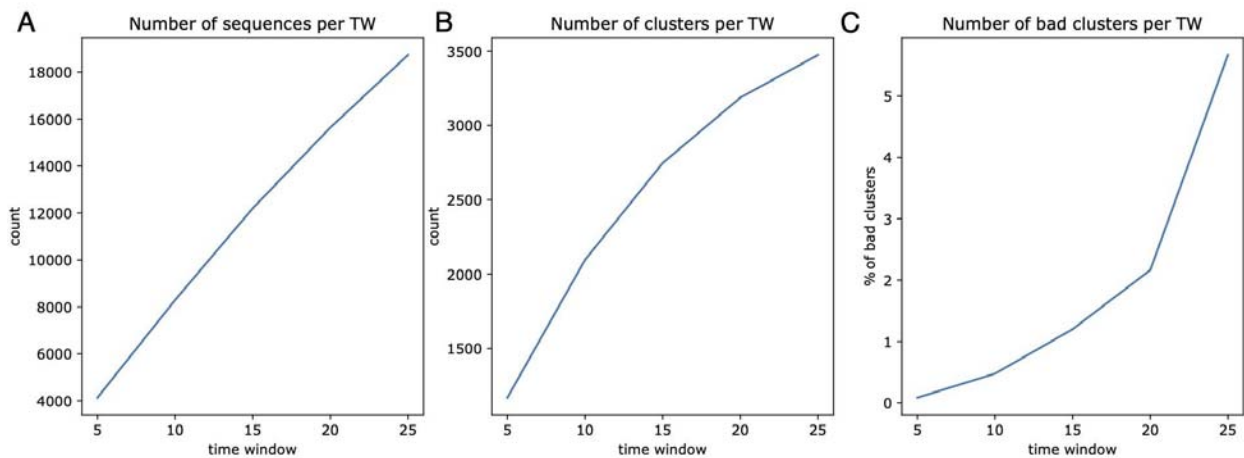 A
Number of sequences per TW
18000
16000
14000
12000
10000
8000
6000
4000
count
5 10 15 20 25
time window
B
Number of clusters per TW
3500
3000
2500
2000
1500
count
5 10 15 20 25
time window
C
Number of bad clusters per TW
5
4
3
2
1
0
% of bad clusters
5 10 15 20 25
time window